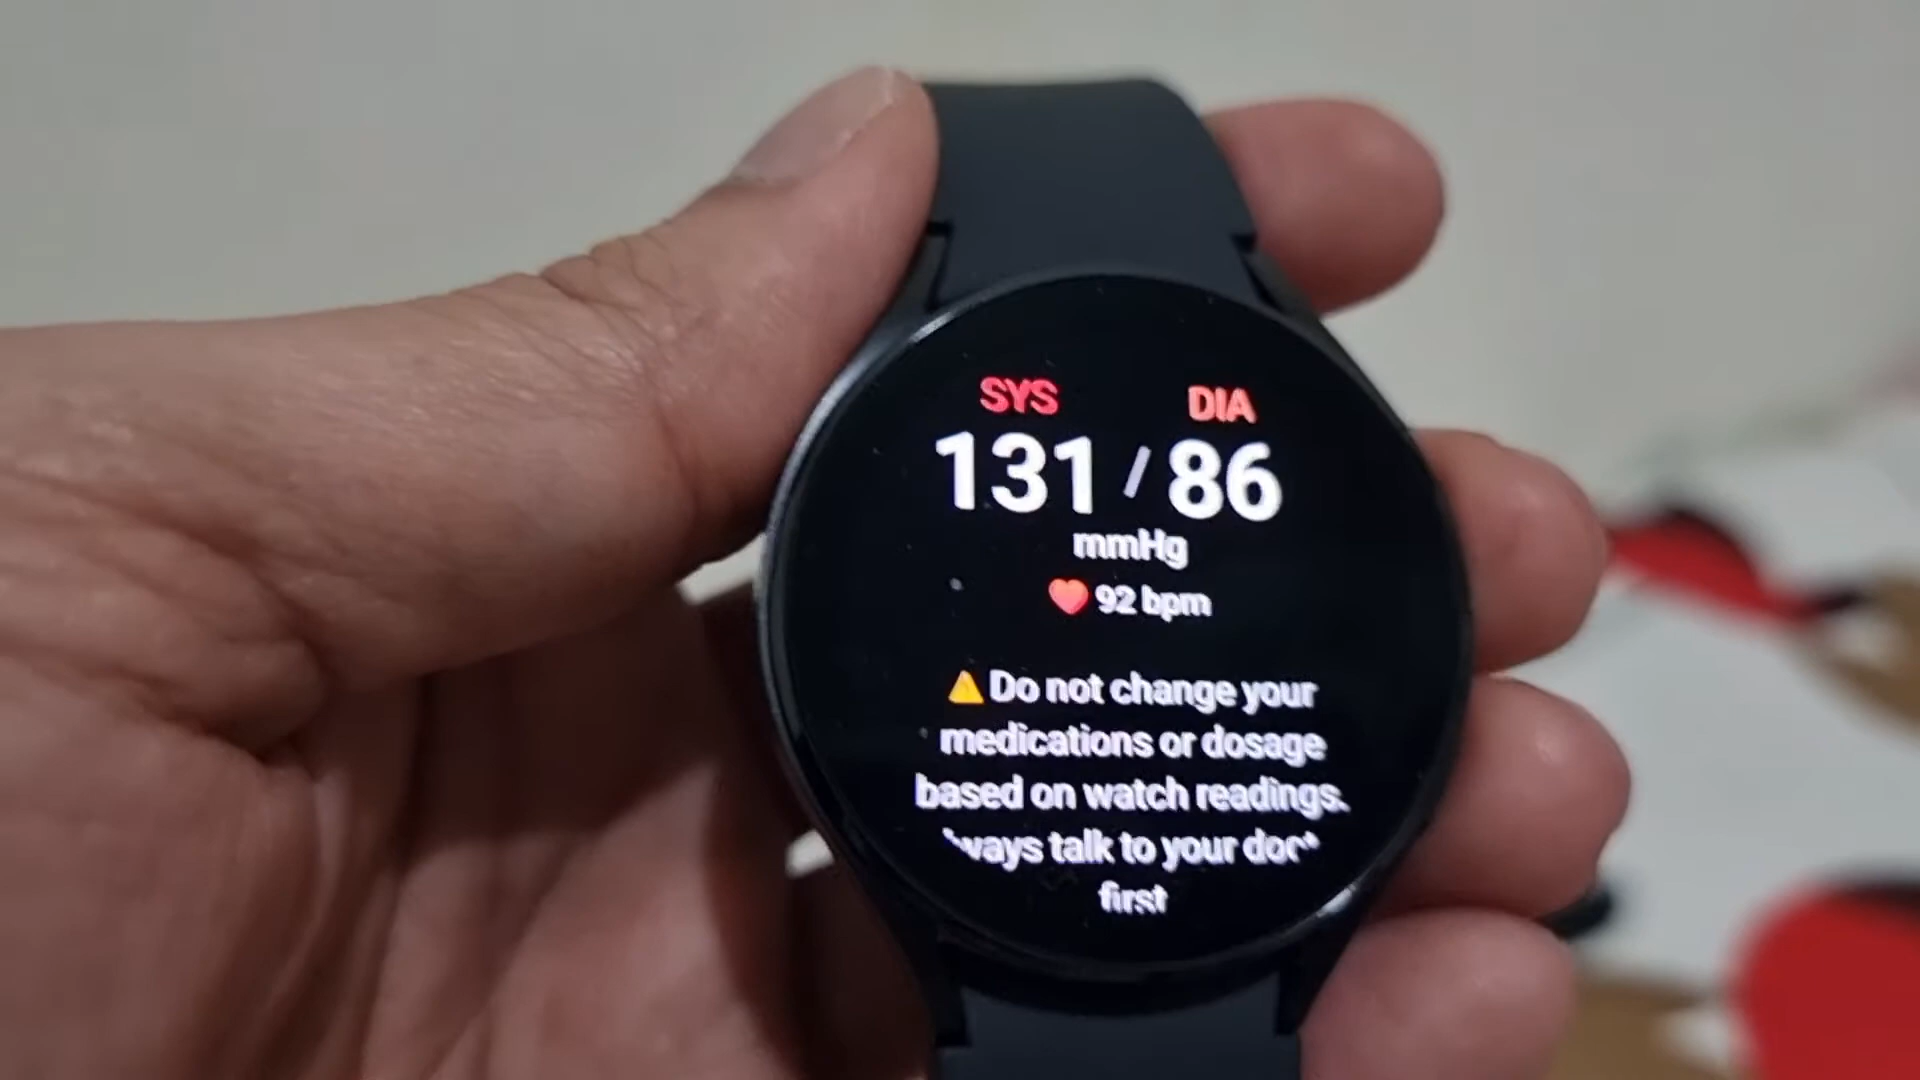 SYS DIA
131 / 86
mmHg
92 bpm
Do not change your
medications or dosage
based on watch readings.
talk to your
first